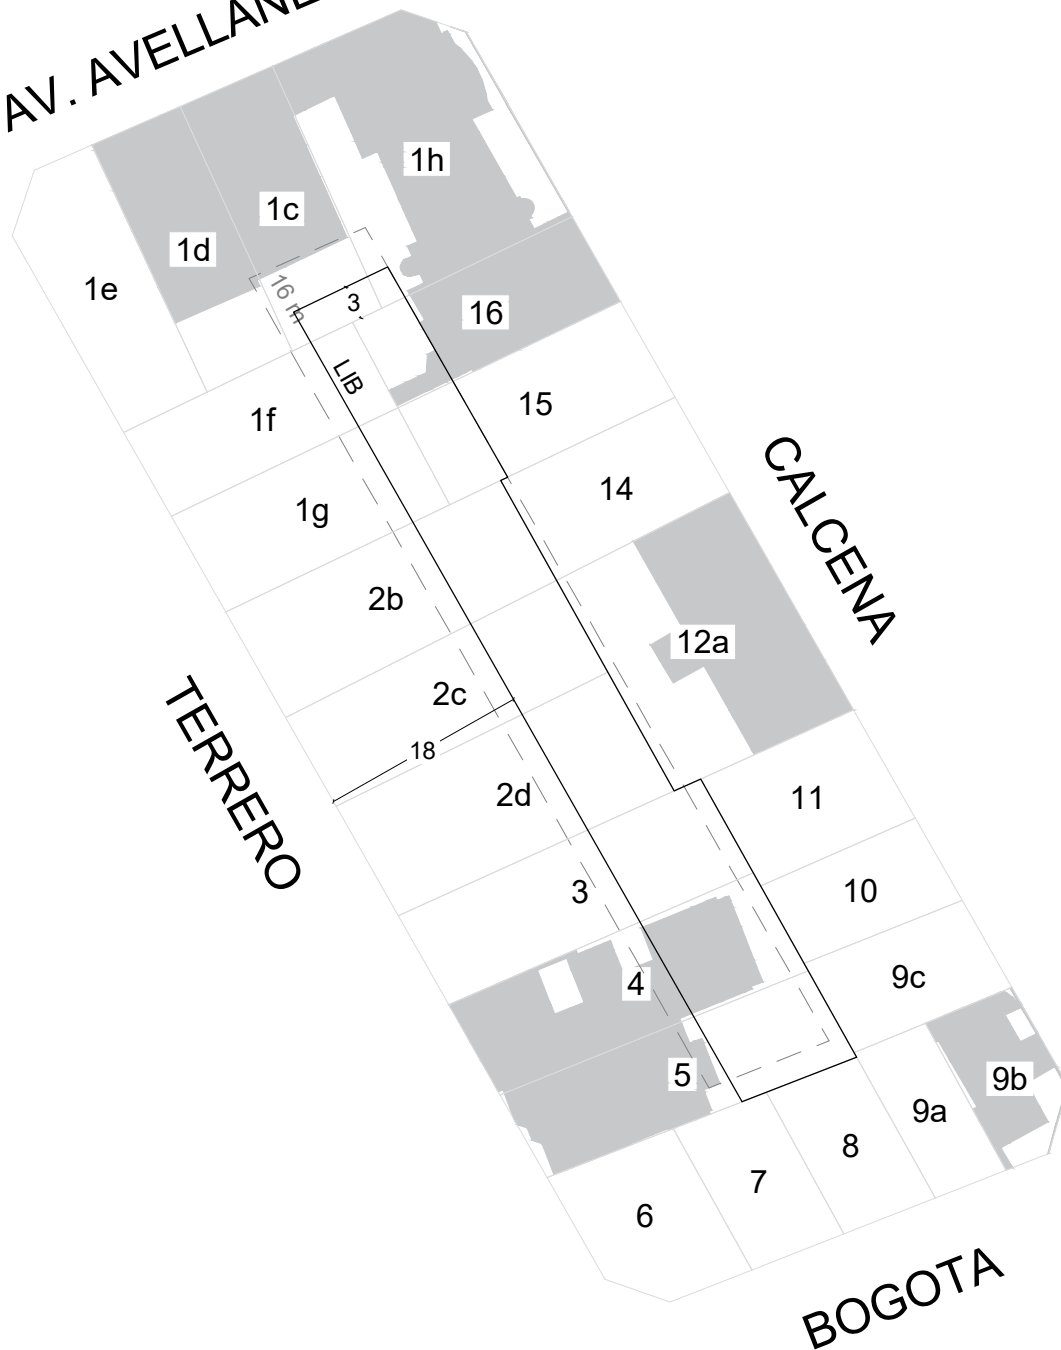 AV. AVELLANE
1h
1c
1d
1e
16 m
3
16
LIB
15
1f
14
1g
CALCENA
2b
12a
2c
TERRERO
18
2d
11
3
10
4
9c
5
9b
9a
8
7
6
BOGOTA